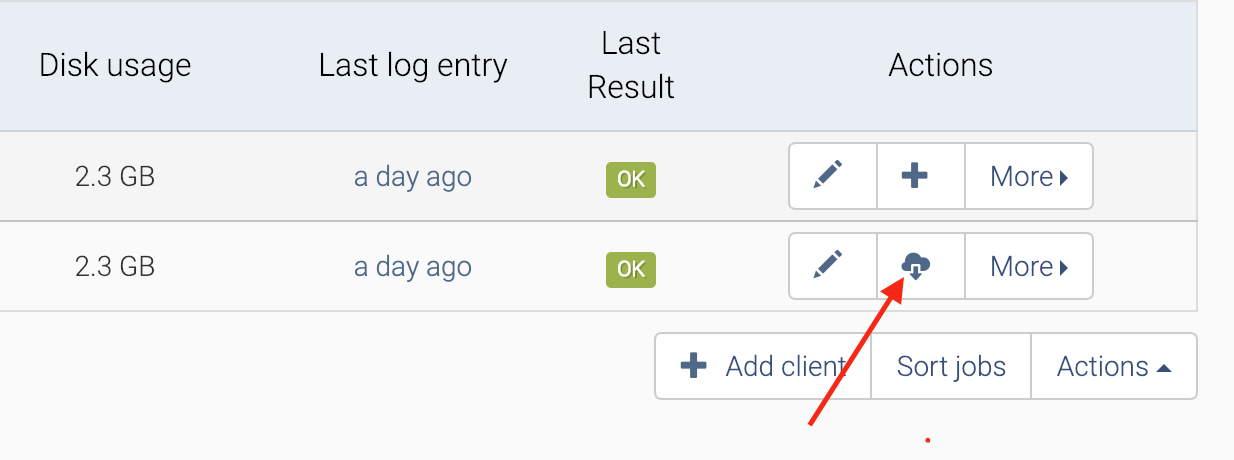 Disk usage Last log entry Last Result Actions
2.3 GB a day ago OK More
2.3 GB a day ago OK More
Add client Sort jobs Actions